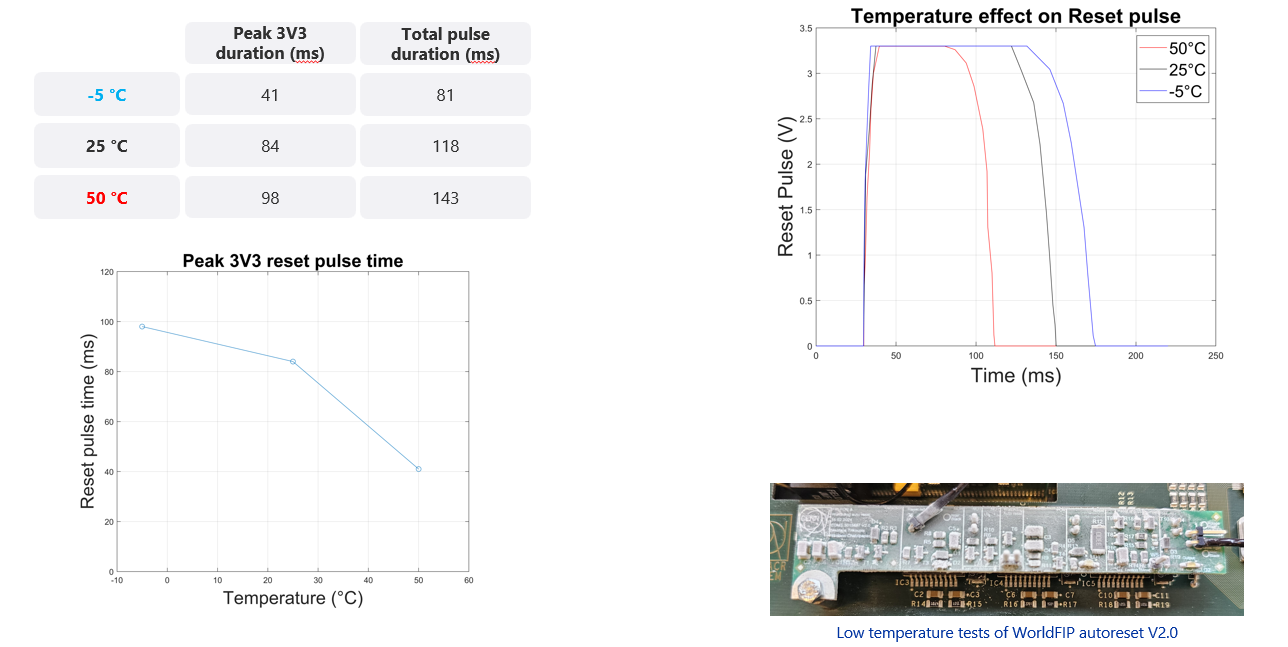 Peak 3V3
duration (ms)
Total pulse
duration (ms)
-5 °C
41
81
25 °C
84
118
50 °C
98
143
Peak 3V3 reset pulse time
120
100
80
60
40
20
0
-10
0
10
20
30
40
50
60
Reset pulse time (ms)
Temperature (°C)
Temperature effect on Reset pulse
3.5
3
2.5
2
1.5
1
0.5
0
0
50
100
150
200
250
50°C
25°C
-5°C
Reset Pulse (V)
Time (ms)
R12
R13
IC3
IC4
IC5
C2
C3
C6
C7
C10
C11
R14
R15
R16
R17
R18
R19
Low temperature tests of WorldFIP autoreset V2.0